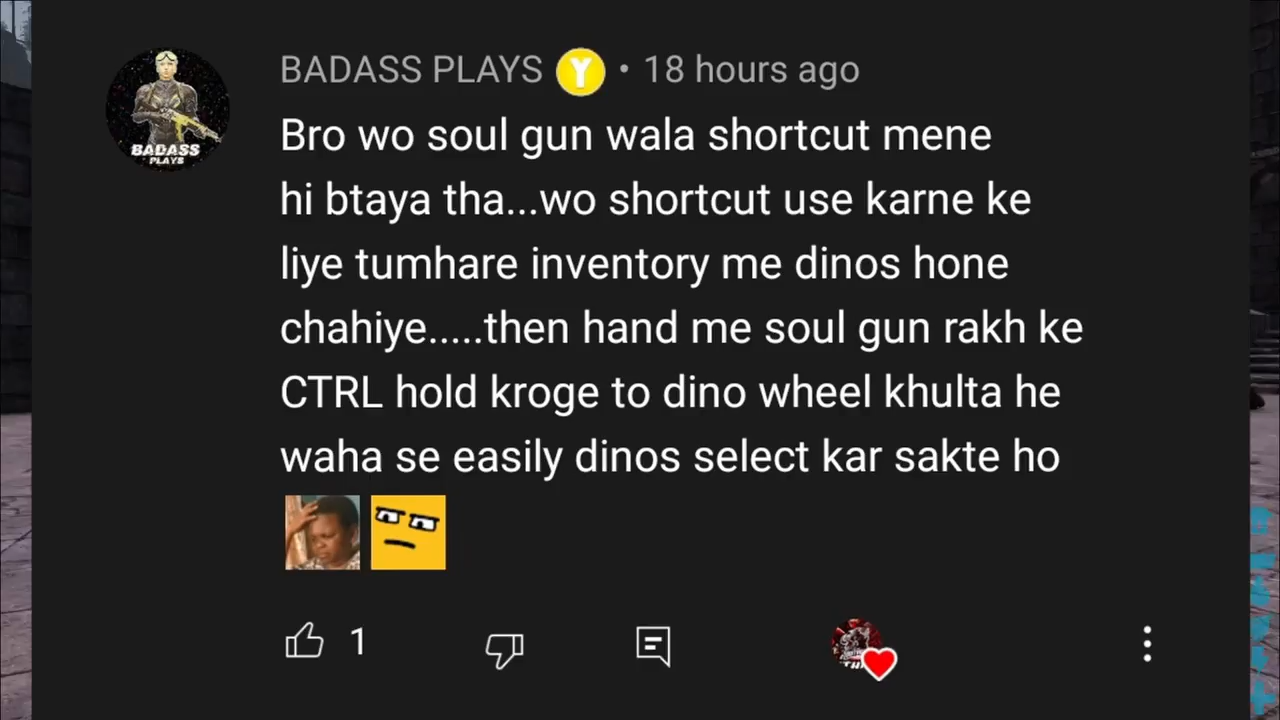 BADASS PLAYS Y • 18 hours ago
BADASS
PLAYS
Bro wo soul gun wala shortcut mene
hi btaya tha...wo shortcut use karne ke
liye tumhare inventory me dinos hone
chahiye.....then hand me soul gun rakh ke
CTRL hold kroge to dino wheel khulta he
waha se easily dinos select kar sakte ho
1